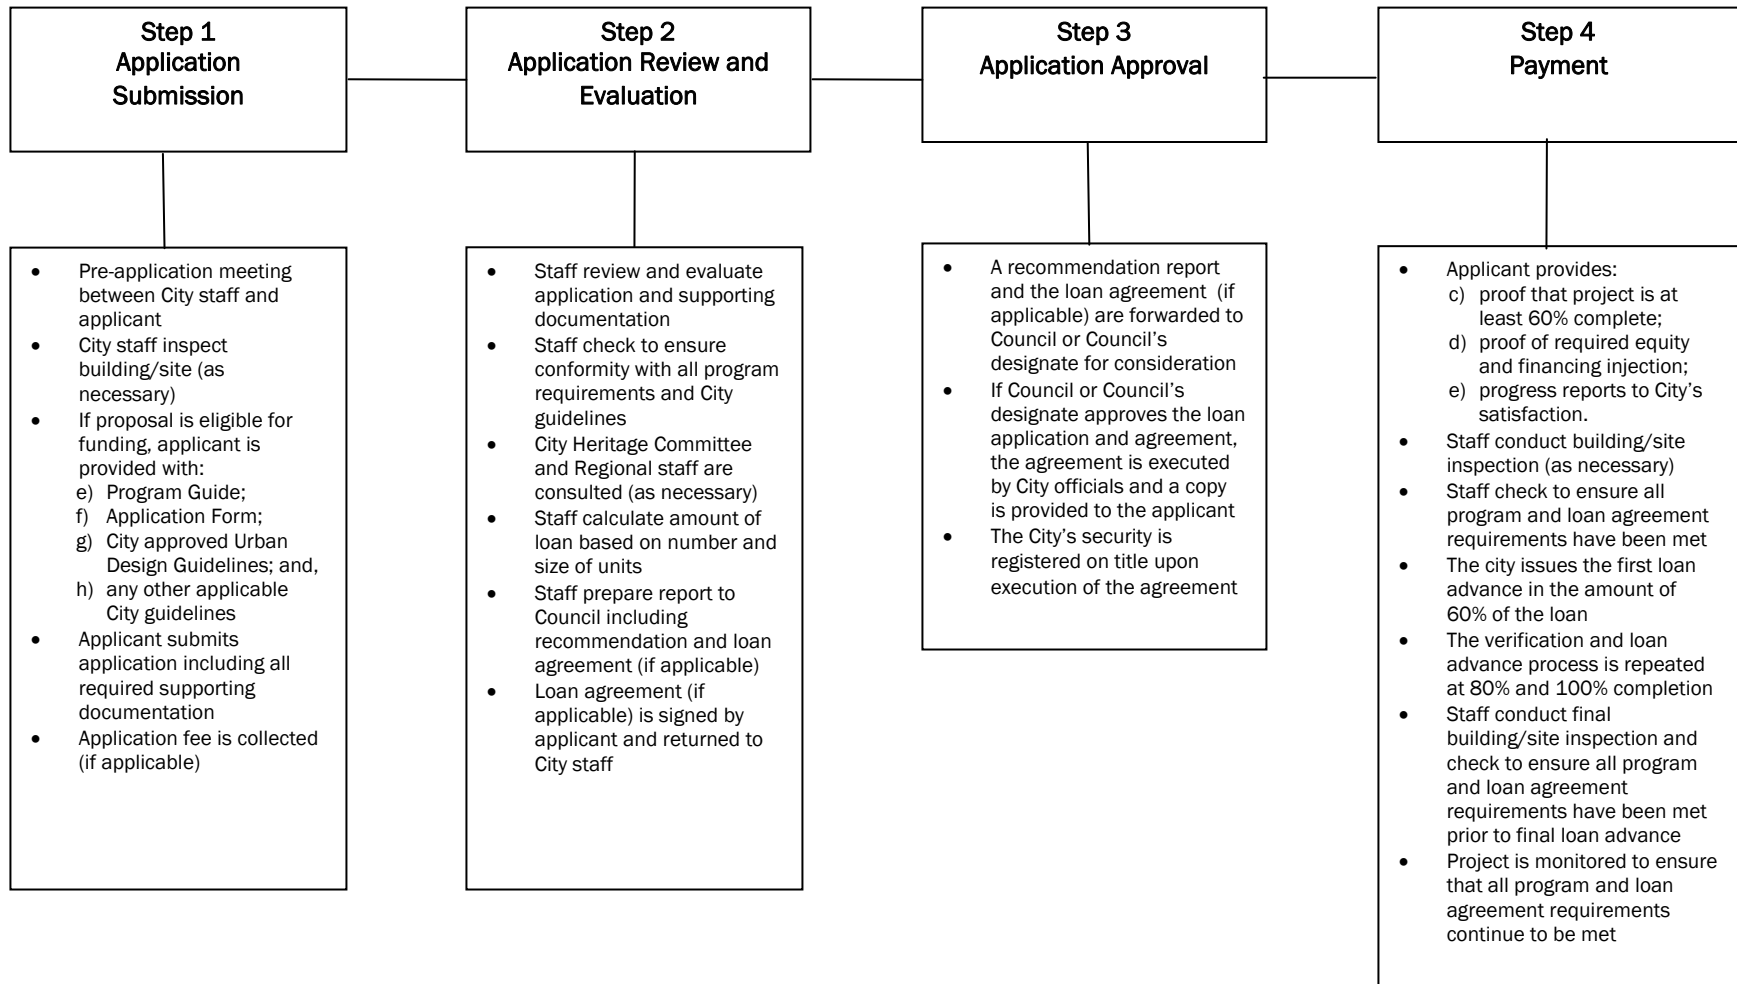 Step 1
Application
Submission
Step 2
Application Review and
Evaluation
Step 3
Application Approval
Step 4
Payment
• Pre-application meeting
between City staff and
applicant
• City staff inspect
building/site (as
necessary)
• If proposal is eligible for
funding, applicant is
provided with:
e) Program Guide;
f) Application Form;
g) City approved Urban
Design Guidelines; and,
h) any other applicable
City guidelines
• Applicant submits
application including all
required supporting
documentation
• Application fee is collected
(if applicable)
• Staff review and evaluate
application and supporting
documentation
• Staff check to ensure
conformity with all program
requirements and City
guidelines
• City Heritage Committee
and Regional staff are
consulted (as necessary)
• Staff calculate amount of
loan based on number and
size of units
• Staff prepare report to
Council including
recommendation and loan
agreement (if applicable)
• Loan agreement (if
applicable) is signed by
applicant and returned to
City staff
• A recommendation report
and the loan agreement (if
applicable) are forwarded to
Council or Council's
designate for consideration
• If Council or Council's
designate approves the loan
application and agreement,
the agreement is executed
by City officials and a copy
is provided to the applicant
• The City's security is
registered on title upon
execution of the agreement
• Applicant provides:
c) proof that project is at
least 60% complete;
d) proof of required equity
and financing injection;
e) progress reports to City's
satisfaction.
• Staff conduct building/site
inspection (as necessary)
• Staff check to ensure all
program and loan agreement
requirements have been met
• The city issues the first loan
advance in the amount of
60% of the loan
• The verification and loan
advance process is repeated
at 80% and 100% completion
• Staff conduct final
building/site inspection and
check to ensure all program
and loan agreement
requirements have been met
prior to final loan advance
• Project is monitored to ensure
that all program and loan
agreement requirements
continue to be met